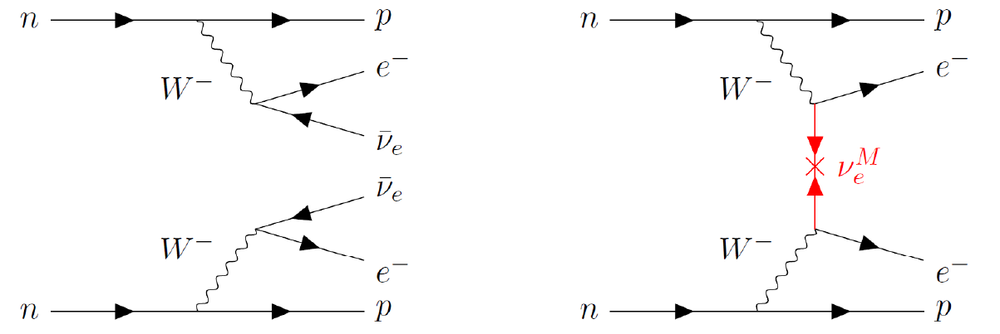 n p n p
W⁻ e⁻ W⁻ e⁻
ν̄ₑ
ν̄ₑ νₑᴹ
W⁻ e⁻ W⁻ e⁻
n p n p